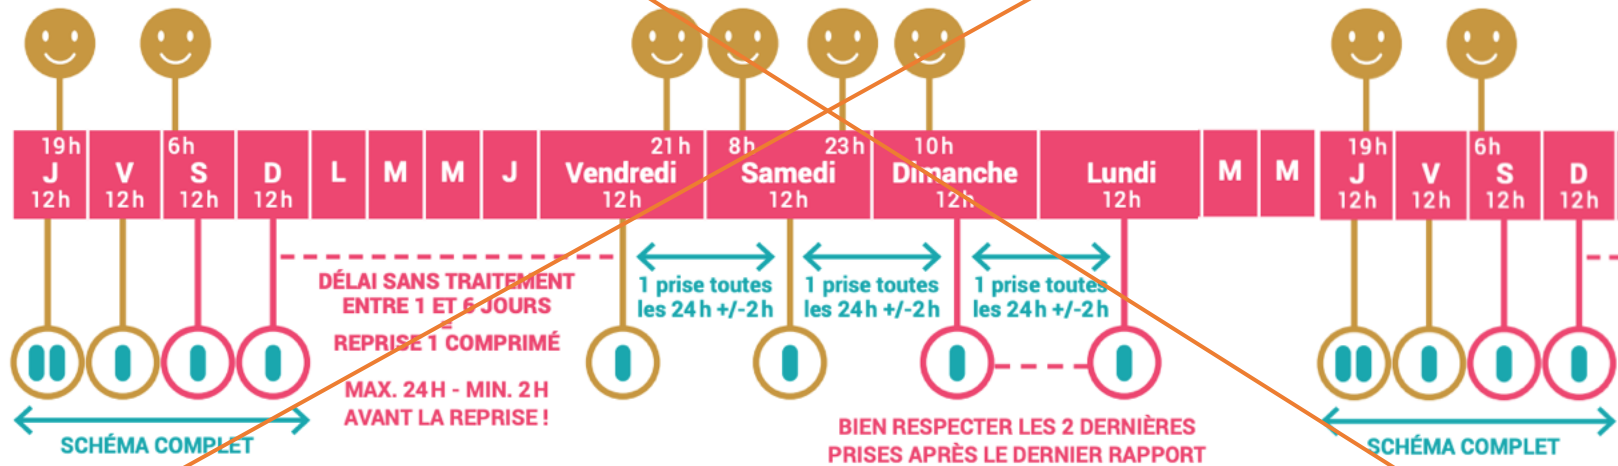 19h 6h 21h 8h 23h 10h 19h 6h
J V S D L M M J Vendredi Samedi Dimanche Lundi M M J V S D
12h 12h 12h 12h 12h 12h 12h 12h 12h 12h 12h 12h
DÉLAI SANS TRAITEMENT
ENTRE 1 ET 6 JOURS
=
REPRISE 1 COMPRIMÉ
MAX. 24H - MIN. 2H
AVANT LA REPRISE !
1 prise toutes
les 24h +/-2h
1 prise toutes
les 24h +/-2h
1 prise toutes
les 24h +/-2h
BIEN RESPECTER LES 2 DERNIÈRES
PRISES APRÈS LE DERNIER RAPPORT
SCHÉMA COMPLET
SCHÉMA COMPLET